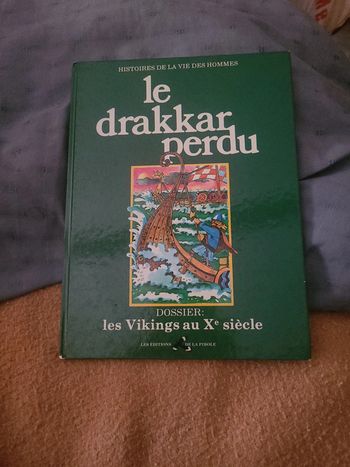 HISTOIRES DE LA VIE DES HOMMES
le
drakkar
perdu
DOSSIER:
les Vikings au Xe siècle
LES ÉDITIONS DE LA PIBOLE